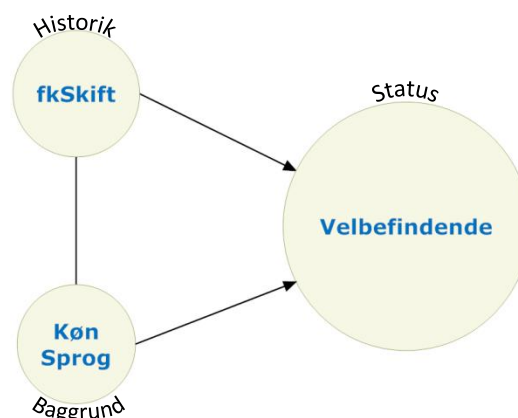 Historik
fkSkift
Status
Velbefindende
Køn
Sprog
Baggrund